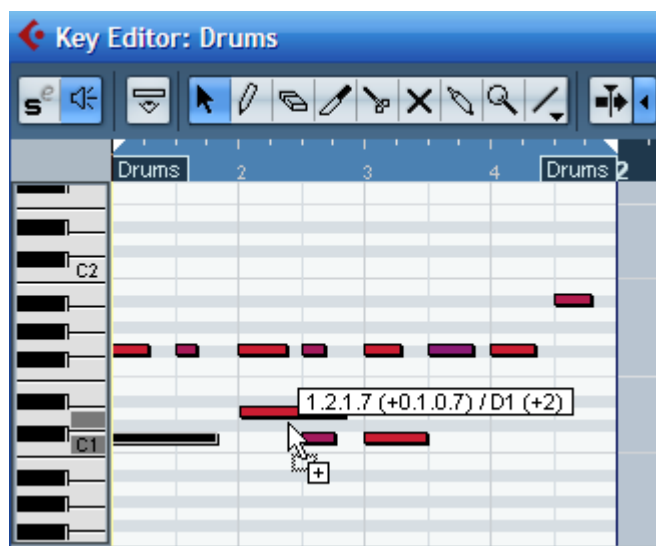 Key Editor: Drums
s e
Drums 2 3 4 Drums 2
C2
1.2.1.7 (+0.1.0.7) / D1 (+2)
C1